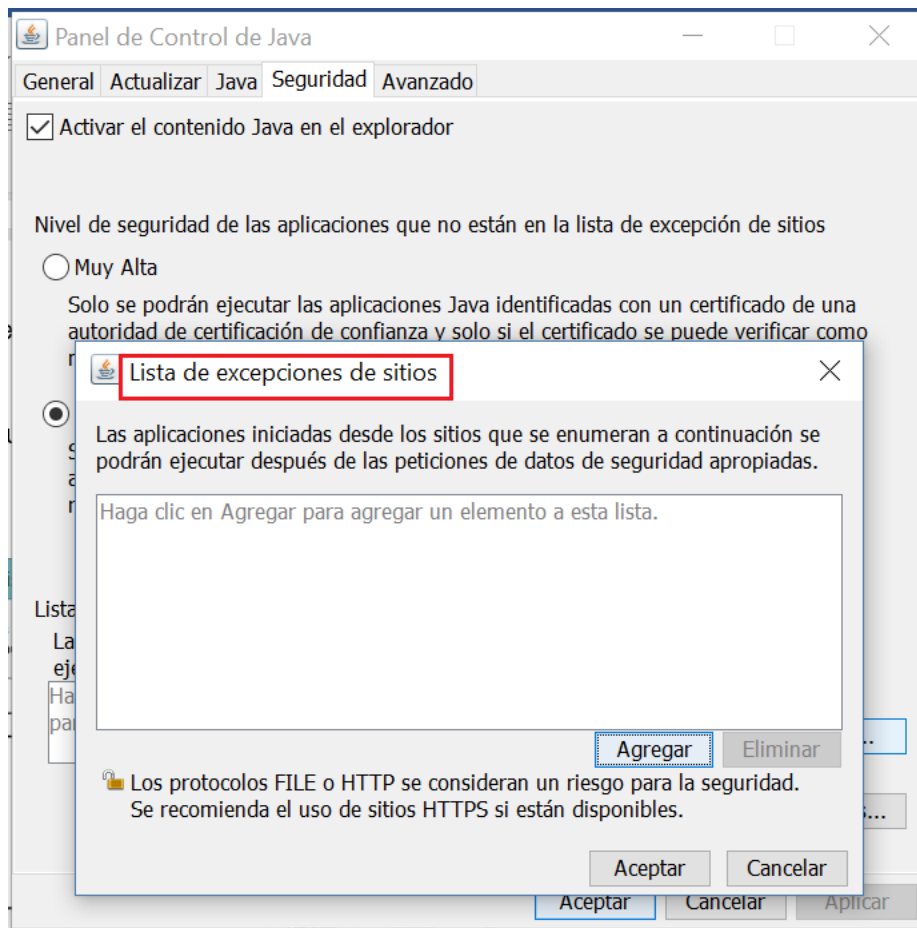 Panel de Control de Java
General Actualizar Java Seguridad Avanzado
Activar el contenido Java en el explorador
Nivel de seguridad de las aplicaciones que no están en la lista de excepción de sitios
Muy Alta
Solo se podrán ejecutar las aplicaciones Java identificadas con un certificado de una
autoridad de certificación de confianza y solo si el certificado se puede verificar como
Lista de excepciones de sitios
Las aplicaciones iniciadas desde los sitios que se enumeran a continuación se
podrán ejecutar después de las peticiones de datos de seguridad apropiadas.
Haga clic en Agregar para agregar un elemento a esta lista.
Lista
La
Agregar Eliminar
Los protocolos FILE o HTTP se consideran un riesgo para la seguridad.
Se recomienda el uso de sitios HTTPS si están disponibles.
Aceptar Cancelar
Aceptar Cancelar Aplicar